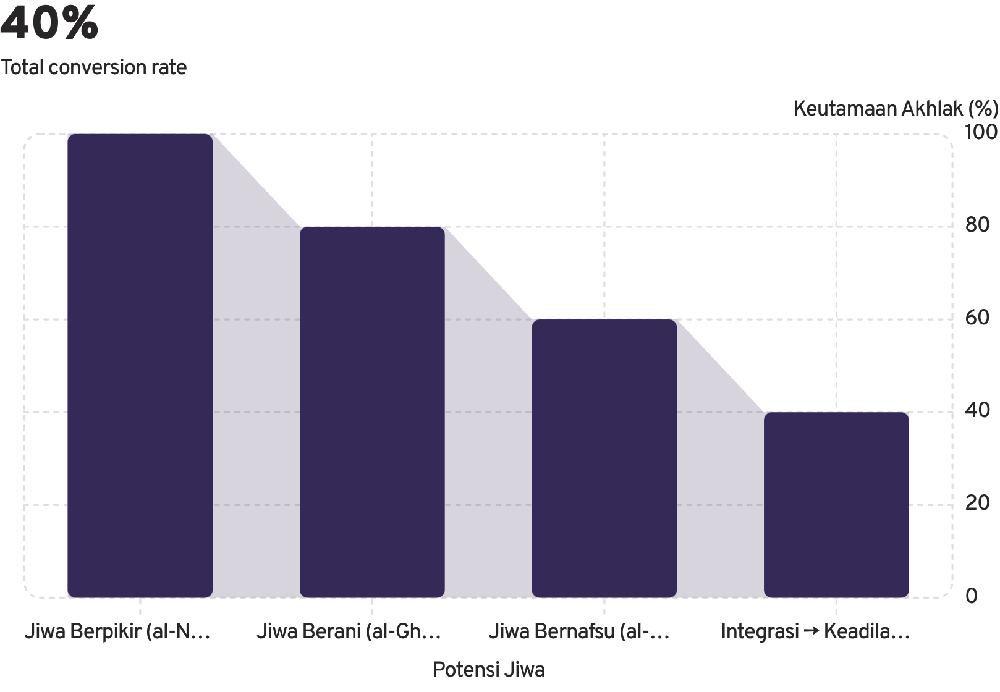 40%
Total conversion rate
Keutamaan Akhlak (%)
100
80
60
40
20
0
Jiwa Berpikir (al-N...
Jiwa Berani (al-Gh...
Jiwa Bernafsu (al-...
Integrasi → Keadila...
Potensi Jiwa